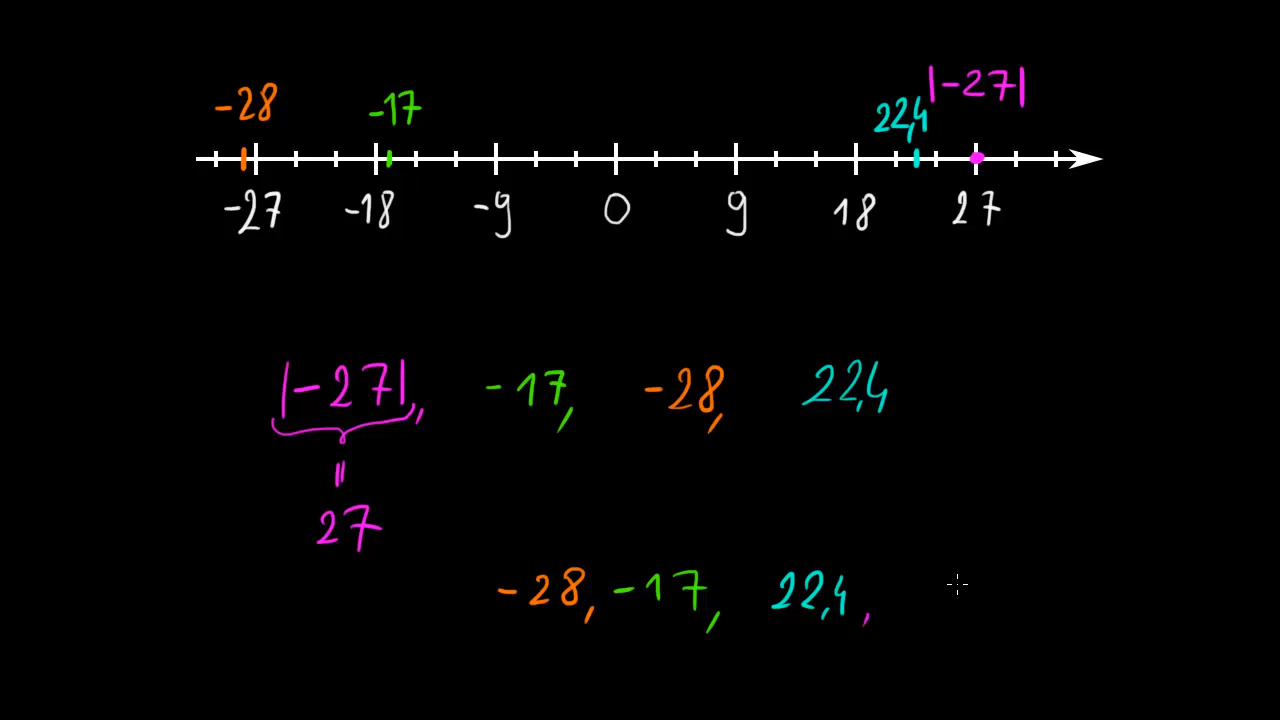 -28 -17 22,4 |-27|
-27 -18 -9 0 9 18 27
|-27|, -17, -28, 22,4
=
27
-28, -17, 22,4,